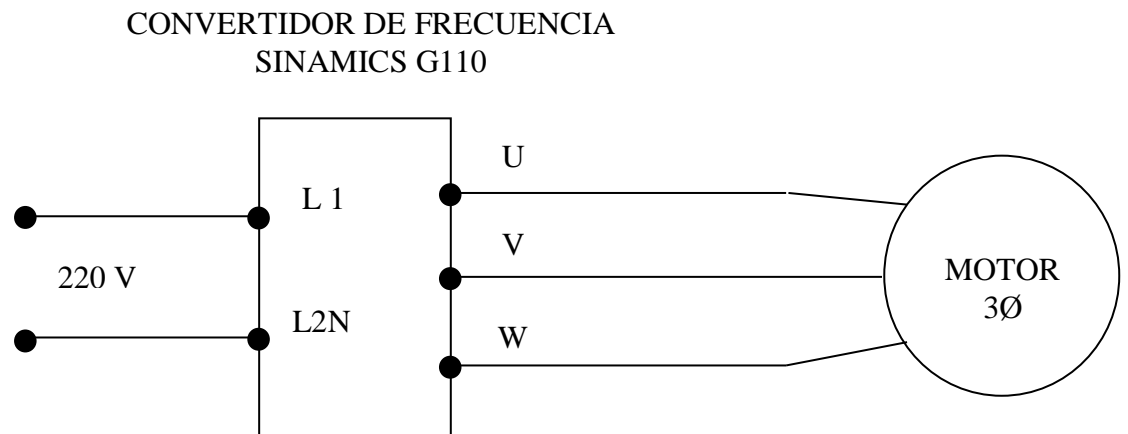 CONVERTIDOR DE FRECUENCIA
SINAMICS G110
U
L 1
V
220 V
MOTOR
3Ø
L2N
W